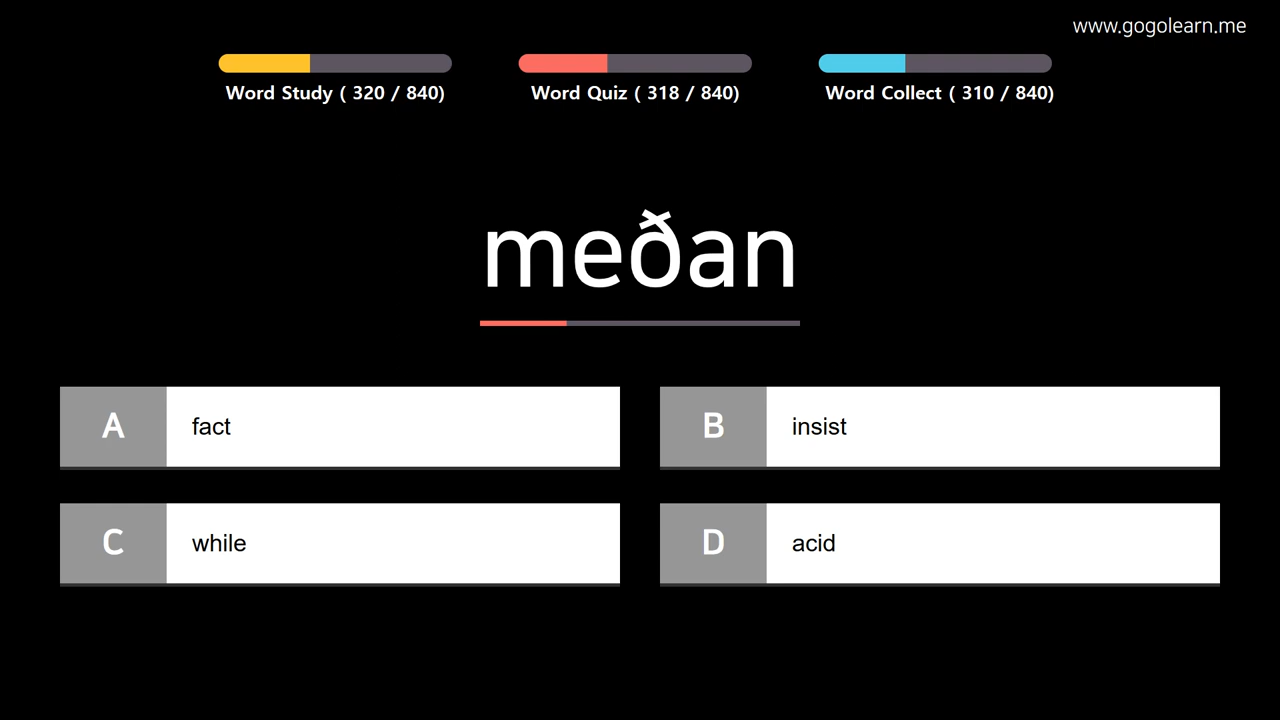 www.gogolearn.me
Word Study ( 320 / 840)
Word Quiz ( 318 / 840)
Word Collect ( 310 / 840)
meðan
A fact
B insist
C while
D acid